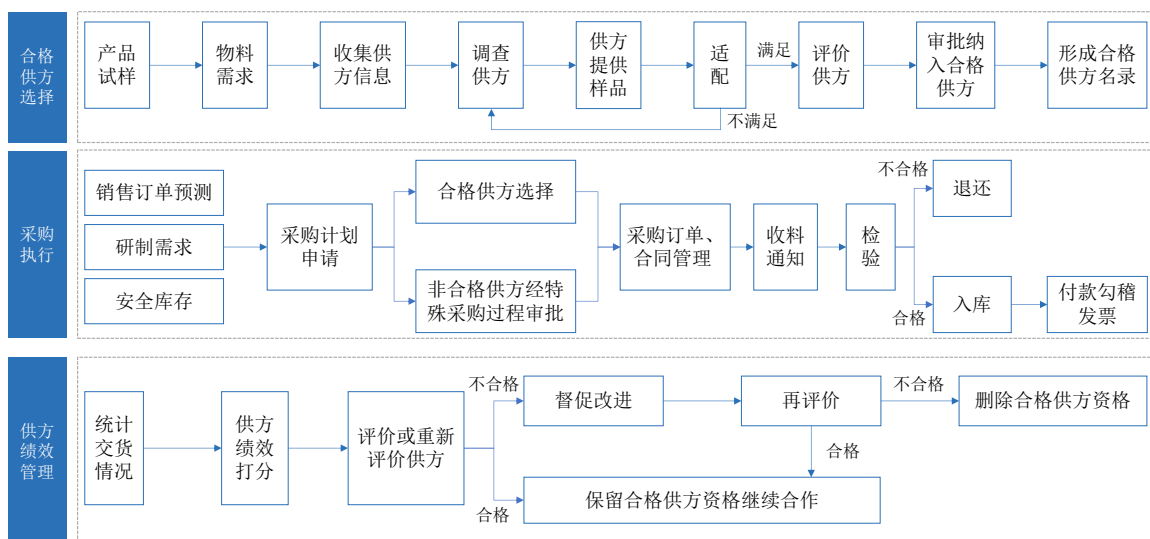 合格
供方
选择
产品
试样
物料
需求
收集供
方信息
调查
供方
供方
提供
样品
适
配
满足
不满足
评价
供方
审批纳
入合格
供方
形成合格
供方名录
采购
执行
销售订单预测
研制需求
安全库存
采购计划
申请
合格供方选择
非合格供方经特
殊采购过程审批
采购订单、
合同管理
收料
通知
检
验
不合格
退还
合格
入库
付款勾稽
发票
供方
绩效
管理
统计
交货
情况
供方
绩效
打分
评价或重新
评价供方
不合格
督促改进
再评价
不合格
删除合格供方资格
合格
合格
保留合格供方资格继续合作